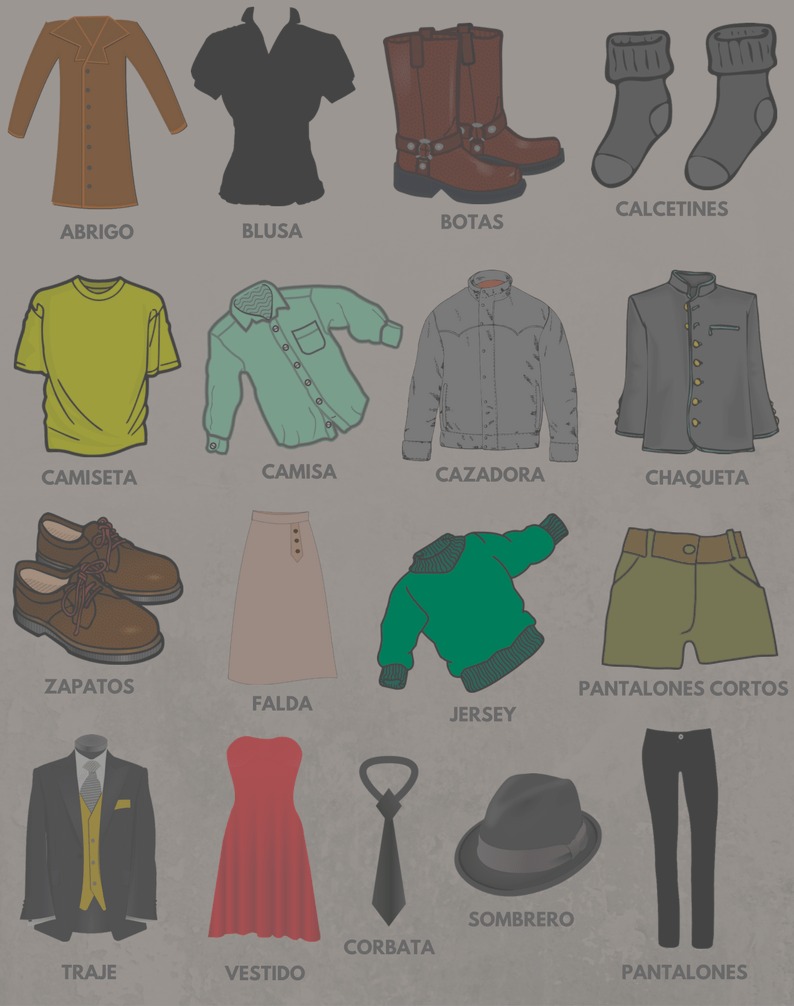 ABRIGO
BLUSA
BOTAS
CALCETINES
CAMISETA
CAMISA
CAZADORA
CHAQUETA
ZAPATOS
FALDA
JERSEY
PANTALONES CORTOS
TRAJE
VESTIDO
CORBATA
SOMBRERO
PANTALONES